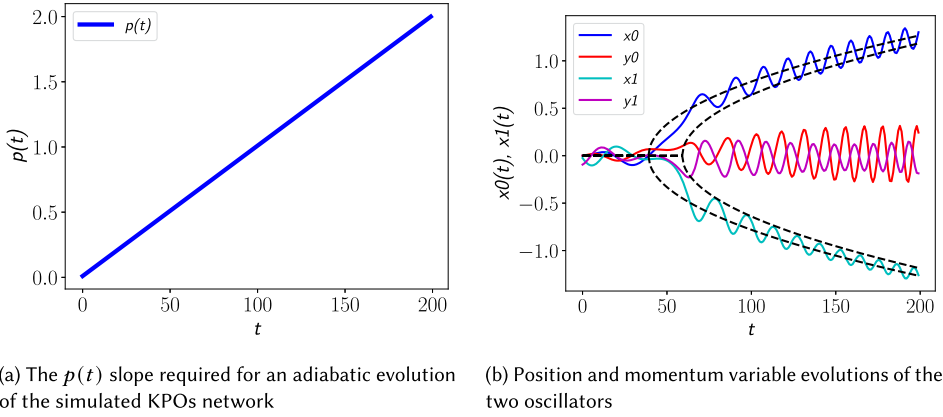 2.0
1.5
1.0
0.5
0.0
p(t)
p(t)
0
50
100
150
200
t
1.0
0.5
0.0
−0.5
−1.0
x0(t), x1(t)
x0
y0
x1
y1
0
50
100
150
200
t
(a) The p(t) slope required for an adiabatic evolution
of the simulated KPOs network
(b) Position and momentum variable evolutions of the
two oscillators